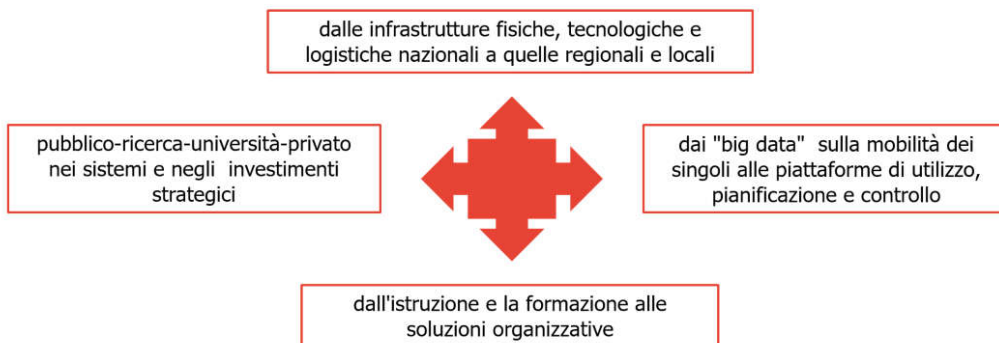 dalle infrastrutture fisiche, tecnologiche e
logistiche nazionali a quelle regionali e locali
pubblico-ricerca-università-privato
nei sistemi e negli investimenti
strategici
dai "big data" sulla mobilità dei
singoli alle piattaforme di utilizzo,
pianificazione e controllo
dall'istruzione e la formazione alle
soluzioni organizzative